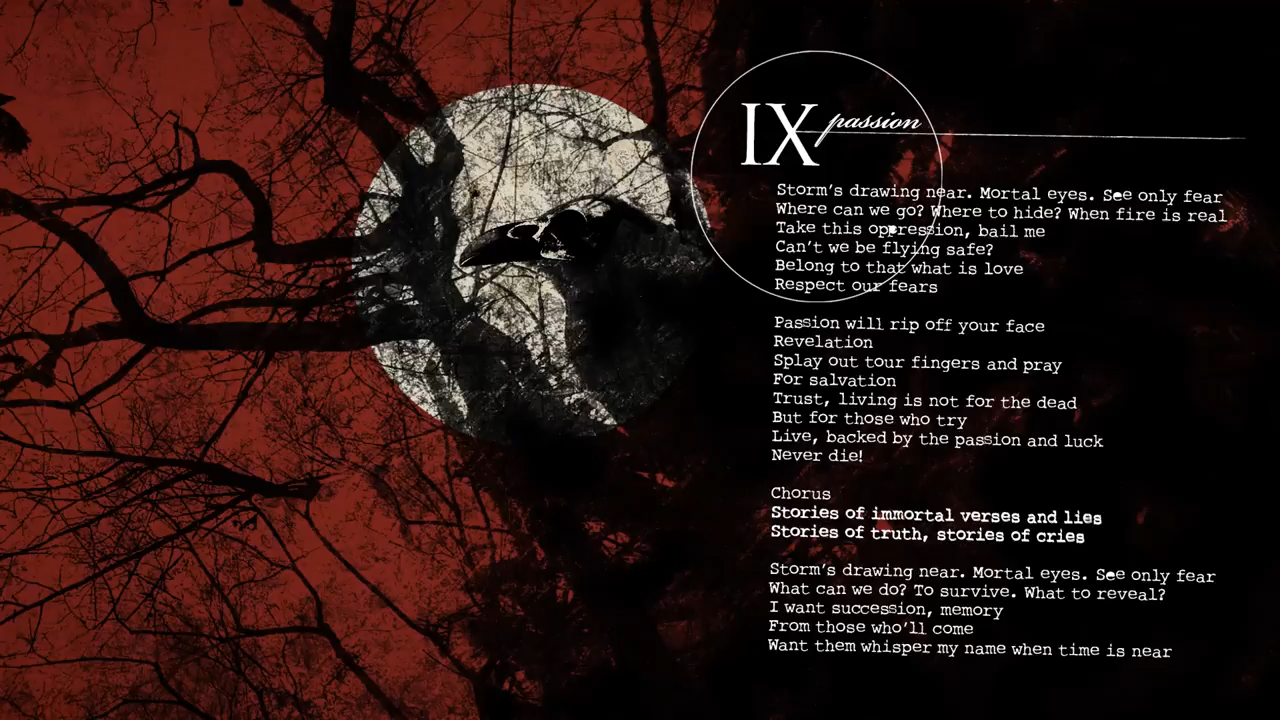 IX passion
Storm's drawing near. Mortal eyes. See only fear
Where can we go? Where to hide? When fire is real
Take this oppression, bail me
Can't we be flying safe?
Belong to that what is love
Respect our fears
Passion will rip off your face
Revelation
Splay out tour fingers and pray
For salvation
Trust, living is not for the dead
But for those who try
Live, backed by the passion and luck
Never die!
Chorus
Stories of immortal verses and lies
Stories of truth, stories of cries
Storm's drawing near. Mortal eyes. See only fear
What can we do? To survive. What to reveal?
I want succession, memory
From those who'll come
Want them whisper my name when time is near